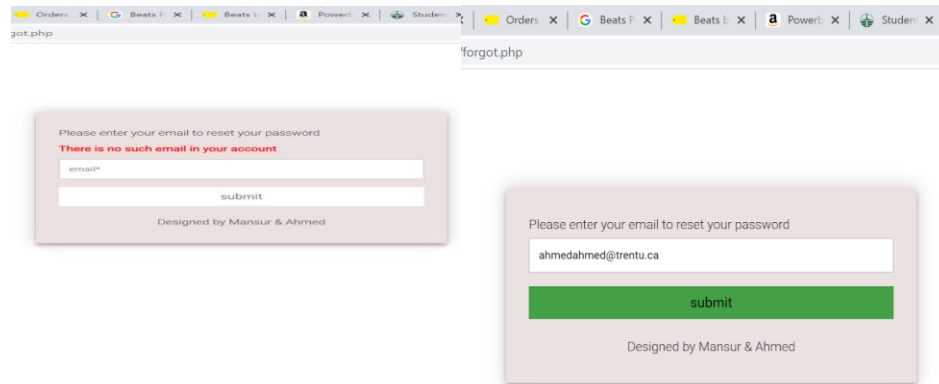 Orders
G Beats P
Beats b
a Powerb
Student
got.php
Please enter your email to reset your password
There is no such email in your account
email*
submit
Designed by Mansur & Ahmed
Orders
G Beats P
Beats b
a Powerb
Student
/forgot.php
Please enter your email to reset your password
ahmedahmed@trentu.ca
submit
Designed by Mansur & Ahmed